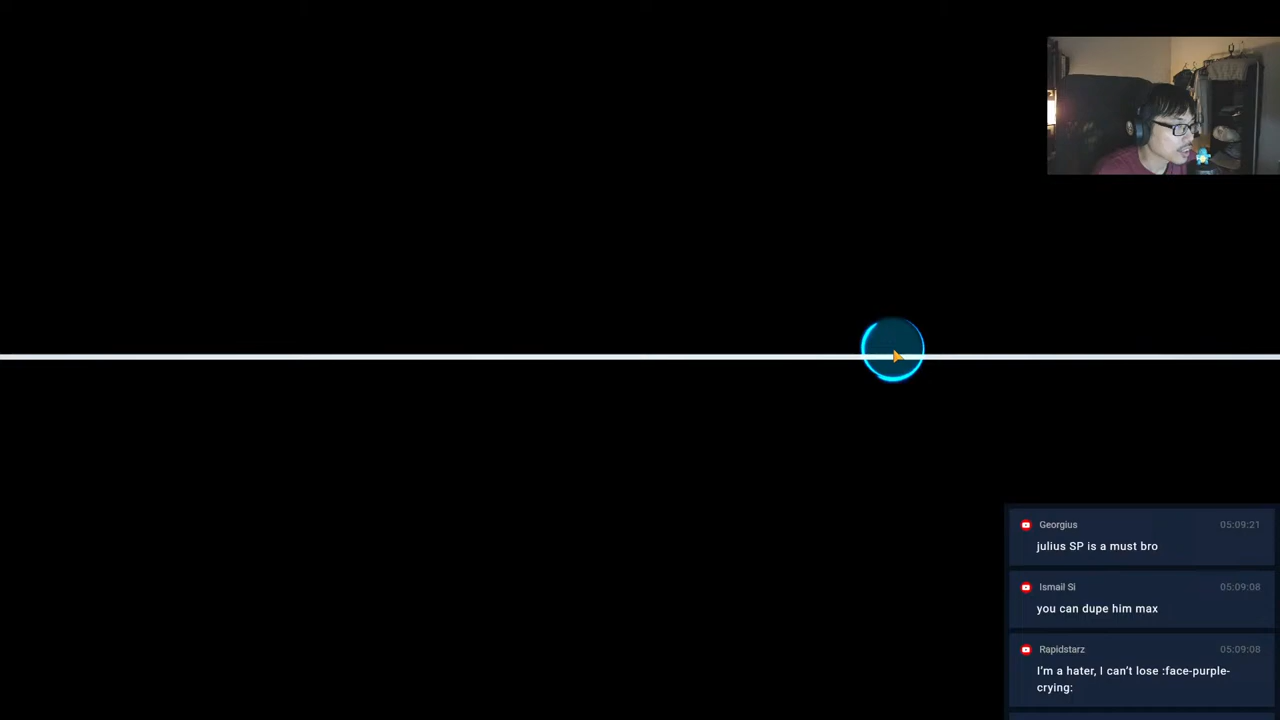 Georgius 05:09:21
julius SP is a must bro
Ismail Si 05:09:08
you can dupe him max
Rapidstarz 05:09:08
I'm a hater, I can't lose :face-purple-
crying: